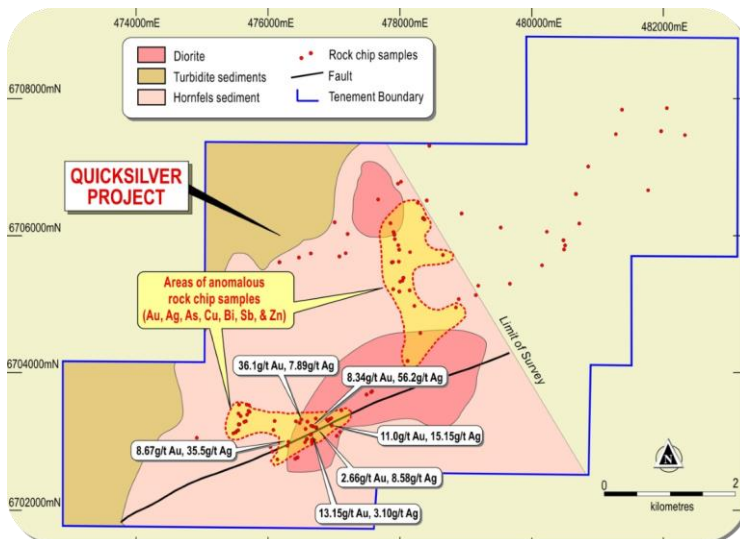 474000mE
476000mE
478000mE
480000mE
482000mE
Diorite
Turbidite sediments
Hornfels sediment
Rock chip samples
Fault
Tenement Boundary
6708000mN
QUICKSILVER
PROJECT
6706000mN
Areas of anomalous
rock chip samples
(Au, Ag, As, Cu, Bi, Sb, & Zn)
Limit of Survey
6704000mN
36.1g/t Au, 7.89g/t Ag
8.34g/t Au, 56.2g/t Ag
8.67g/t Au, 35.5g/t Ag
11.0g/t Au, 15.15g/t Ag
2.66g/t Au, 8.58g/t Ag
13.15g/t Au, 3.10g/t Ag
N
0
2
kilometres
6702000mN